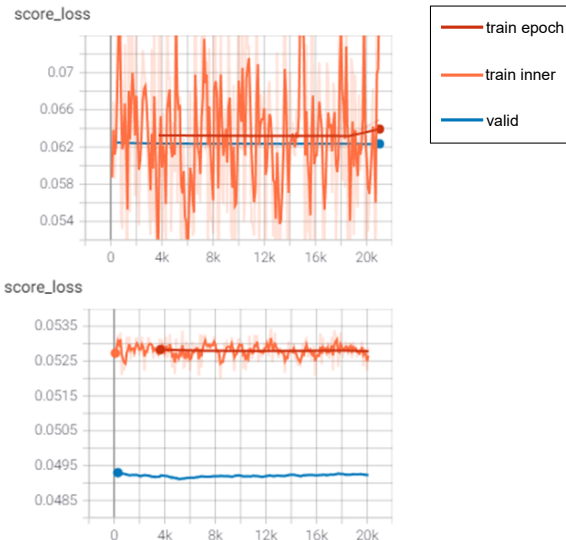 score_loss
train epoch
train inner
valid
0.07
0.066
0.062
0.058
0.054
0 4k 8k 12k 16k 20k
score_loss
0.0535
0.0525
0.0515
0.0505
0.0495
0.0485
0 4k 8k 12k 16k 20k